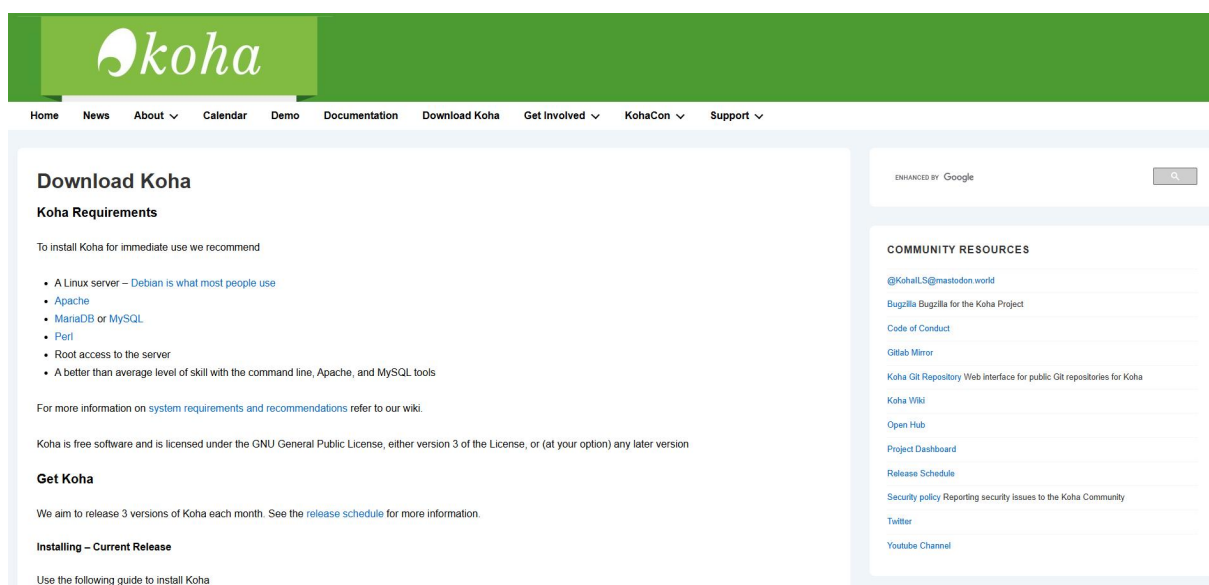 koha
Home News About Calendar Demo Documentation Download Koha Get Involved KohaCon Support
Download Koha
Koha Requirements
To install Koha for immediate use we recommend
• A Linux server – Debian is what most people use
• Apache
• MariaDB or MySQL
• Perl
• Root access to the server
• A better than average level of skill with the command line, Apache, and MySQL tools
For more information on system requirements and recommendations refer to our wiki.
Koha is free software and is licensed under the GNU General Public License, either version 3 of the License, or (at your option) any later version
Get Koha
We aim to release 3 versions of Koha each month. See the release schedule for more information.
Installing – Current Release
Use the following guide to install Koha
ENHANCED BY Google
COMMUNITY RESOURCES
@KohaILS@mastodon.world
Bugzilla Bugzilla for the Koha Project
Code of Conduct
Gitlab Mirror
Koha Git Repository Web interface for public Git repositories for Koha
Koha Wiki
Open Hub
Project Dashboard
Release Schedule
Security policy Reporting security issues to the Koha Community
Twitter
Youtube Channel